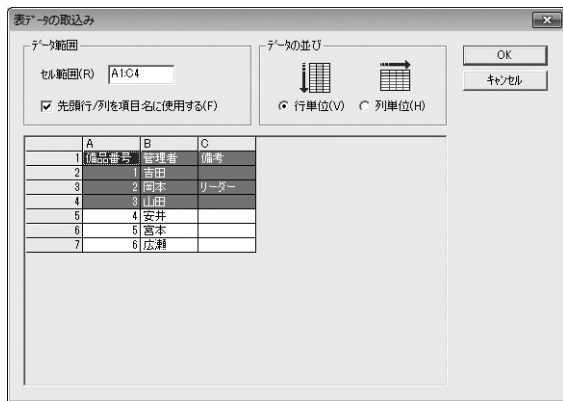 表ﾃﾞｰﾀの取込み
ﾃﾞｰﾀ範囲
セル範囲(R) A1:C4
先頭行/列を項目名に使用する(F)
ﾃﾞｰﾀの並び
行単位(V) 列単位(H)
OK
ｷｬﾝｾﾙ
A B C
1 備品番号 管理者 備考
2 1 吉田
3 2 岡本 リーダー
4 3 山田
5 4 安井
6 5 宮本
7 6 広瀬